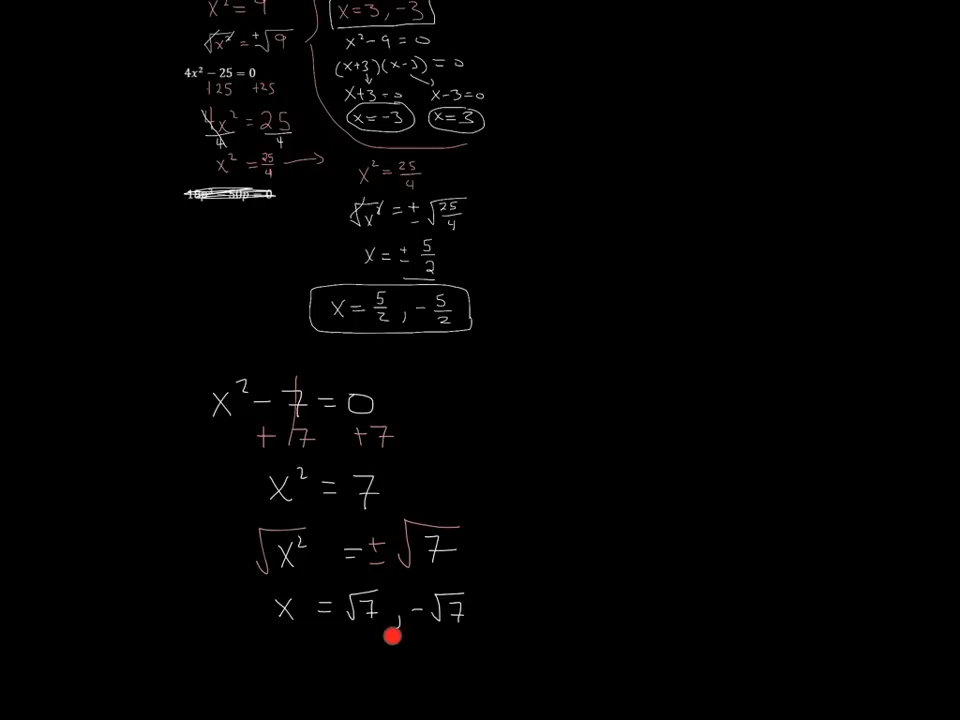 x² = 9
√x² = ±√9
4x² − 25 = 0
+25 +25
4x²/4 = 25/4
x² = 25/4
x = 3, −3
x² − 9 = 0
(x+3)(x−3) = 0
x+3 = 0 x−3 = 0
x = −3 x = 3
x² = 25/4
√x² = ± √25/4
x = ± 5/2
x = 5/2 , − 5/2
x² − 7 = 0
+ 7 +7
x² = 7
√x² = ± √7
x = √7 , −√7